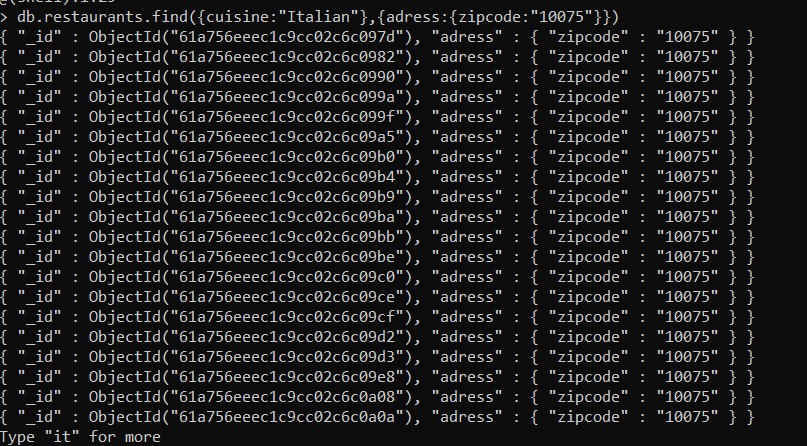 > db.restaurants.find({cuisine:"Italian"},{adress:{zipcode:"10075"}})
{ "_id" : ObjectId("61a756eeec1c9cc02c6c097d"), "adress" : { "zipcode" : "10075" } }
{ "_id" : ObjectId("61a756eeec1c9cc02c6c0982"), "adress" : { "zipcode" : "10075" } }
{ "_id" : ObjectId("61a756eeec1c9cc02c6c0990"), "adress" : { "zipcode" : "10075" } }
{ "_id" : ObjectId("61a756eeec1c9cc02c6c099a"), "adress" : { "zipcode" : "10075" } }
{ "_id" : ObjectId("61a756eeec1c9cc02c6c099f"), "adress" : { "zipcode" : "10075" } }
{ "_id" : ObjectId("61a756eeec1c9cc02c6c09a5"), "adress" : { "zipcode" : "10075" } }
{ "_id" : ObjectId("61a756eeec1c9cc02c6c09b0"), "adress" : { "zipcode" : "10075" } }
{ "_id" : ObjectId("61a756eeec1c9cc02c6c09b4"), "adress" : { "zipcode" : "10075" } }
{ "_id" : ObjectId("61a756eeec1c9cc02c6c09b9"), "adress" : { "zipcode" : "10075" } }
{ "_id" : ObjectId("61a756eeec1c9cc02c6c09ba"), "adress" : { "zipcode" : "10075" } }
{ "_id" : ObjectId("61a756eeec1c9cc02c6c09bb"), "adress" : { "zipcode" : "10075" } }
{ "_id" : ObjectId("61a756eeec1c9cc02c6c09be"), "adress" : { "zipcode" : "10075" } }
{ "_id" : ObjectId("61a756eeec1c9cc02c6c09c0"), "adress" : { "zipcode" : "10075" } }
{ "_id" : ObjectId("61a756eeec1c9cc02c6c09ce"), "adress" : { "zipcode" : "10075" } }
{ "_id" : ObjectId("61a756eeec1c9cc02c6c09cf"), "adress" : { "zipcode" : "10075" } }
{ "_id" : ObjectId("61a756eeec1c9cc02c6c09d2"), "adress" : { "zipcode" : "10075" } }
{ "_id" : ObjectId("61a756eeec1c9cc02c6c09d3"), "adress" : { "zipcode" : "10075" } }
{ "_id" : ObjectId("61a756eeec1c9cc02c6c09e8"), "adress" : { "zipcode" : "10075" } }
{ "_id" : ObjectId("61a756eeec1c9cc02c6c0a08"), "adress" : { "zipcode" : "10075" } }
{ "_id" : ObjectId("61a756eeec1c9cc02c6c0a0a"), "adress" : { "zipcode" : "10075" } }
Type "it" for more